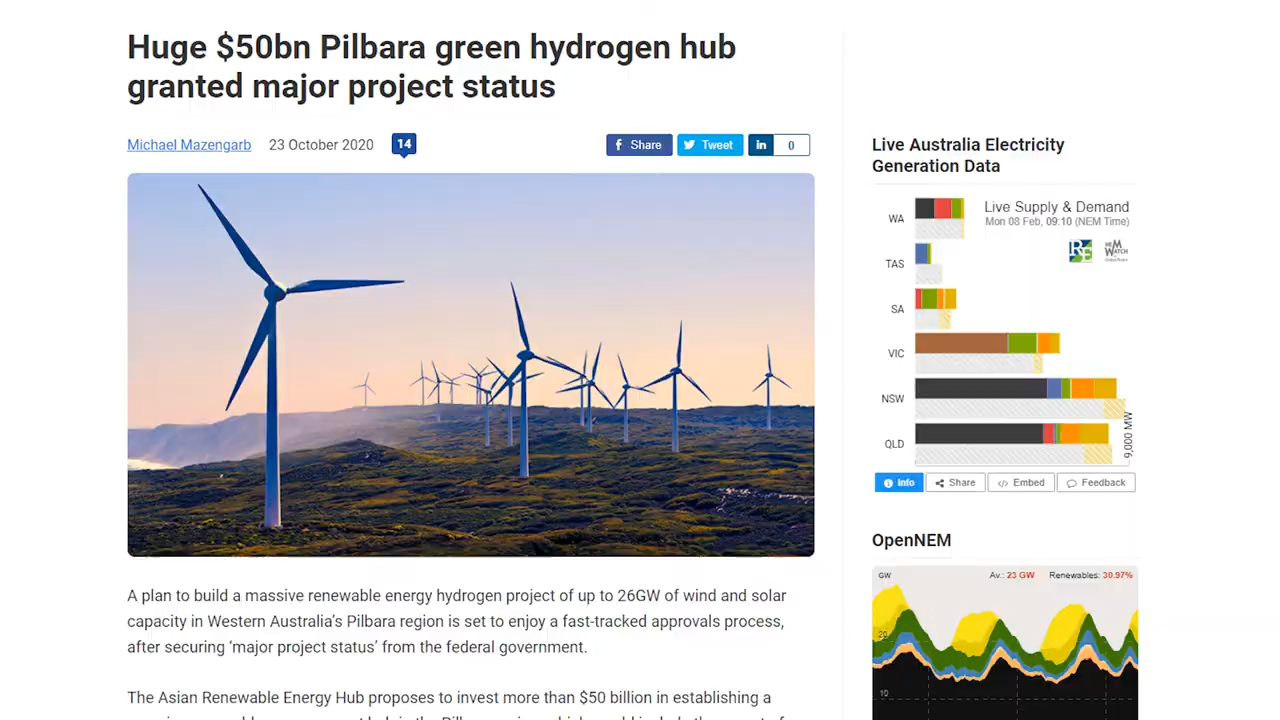 Huge $50bn Pilbara green hydrogen hub
granted major project status
Michael Mazengarb 23 October 2020 14
Share Tweet in 0
A plan to build a massive renewable energy hydrogen project of up to 26GW of wind and solar
capacity in Western Australia's Pilbara region is set to enjoy a fast-tracked approvals process,
after securing ‘major project status’ from the federal government.
The Asian Renewable Energy Hub proposes to invest more than $50 billion in establishing a
Live Australia Electricity
Generation Data
Live Supply & Demand
Mon 08 Feb, 09:10 (NEM Time)
RE
WATCH
WA
TAS
SA
VIC
NSW
QLD
9,000 MW
Info Share Embed Feedback
OpenNEM
GW Av.: 23 GW Renewables: 30.97%
20
10